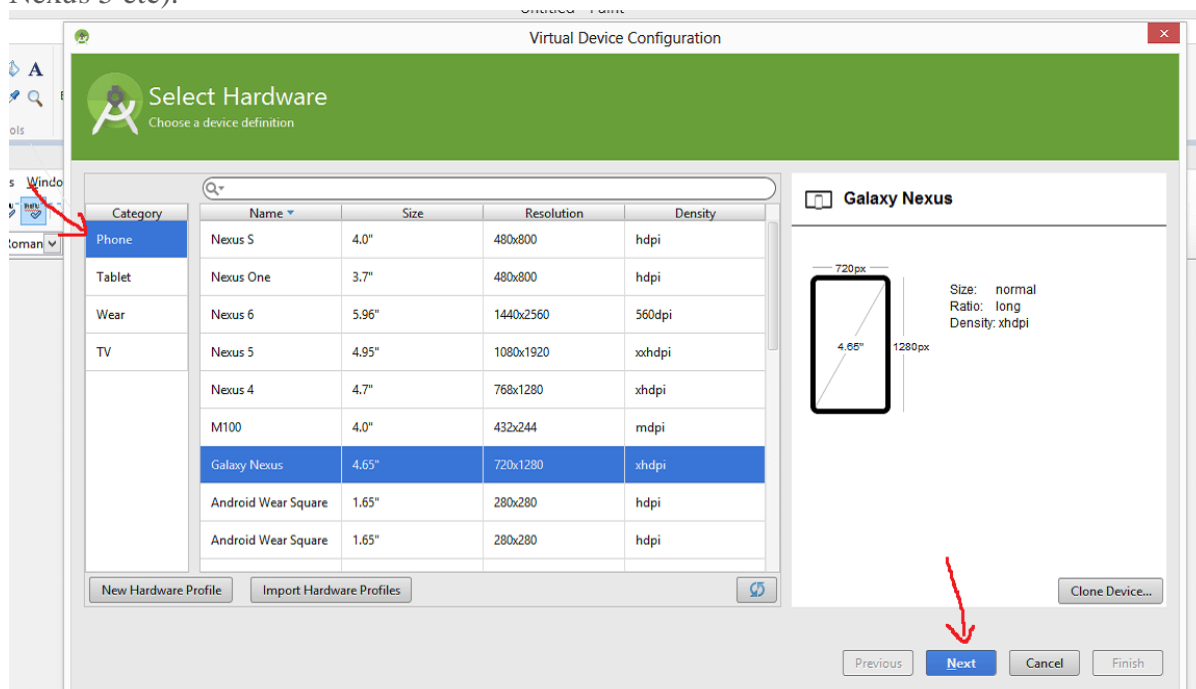 Virtual Device Configuration
A
ols
Select Hardware
Choose a device definition
s Windo
Roman
Category
Phone
Tablet
Wear
TV
Name Size Resolution Density
Nexus S 4.0" 480x800 hdpi
Nexus One 3.7" 480x800 hdpi
Nexus 6 5.96" 1440x2560 560dpi
Nexus 5 4.95" 1080x1920 xxhdpi
Nexus 4 4.7" 768x1280 xhdpi
M100 4.0" 432x244 mdpi
Galaxy Nexus 4.65" 720x1280 xhdpi
Android Wear Square 1.65" 280x280 hdpi
Android Wear Square 1.65" 280x280 hdpi
New Hardware Profile Import Hardware Profiles
Galaxy Nexus
720px
4.65" 1280px
Size: normal
Ratio: long
Density: xhdpi
Clone Device...
Previous Next Cancel Finish